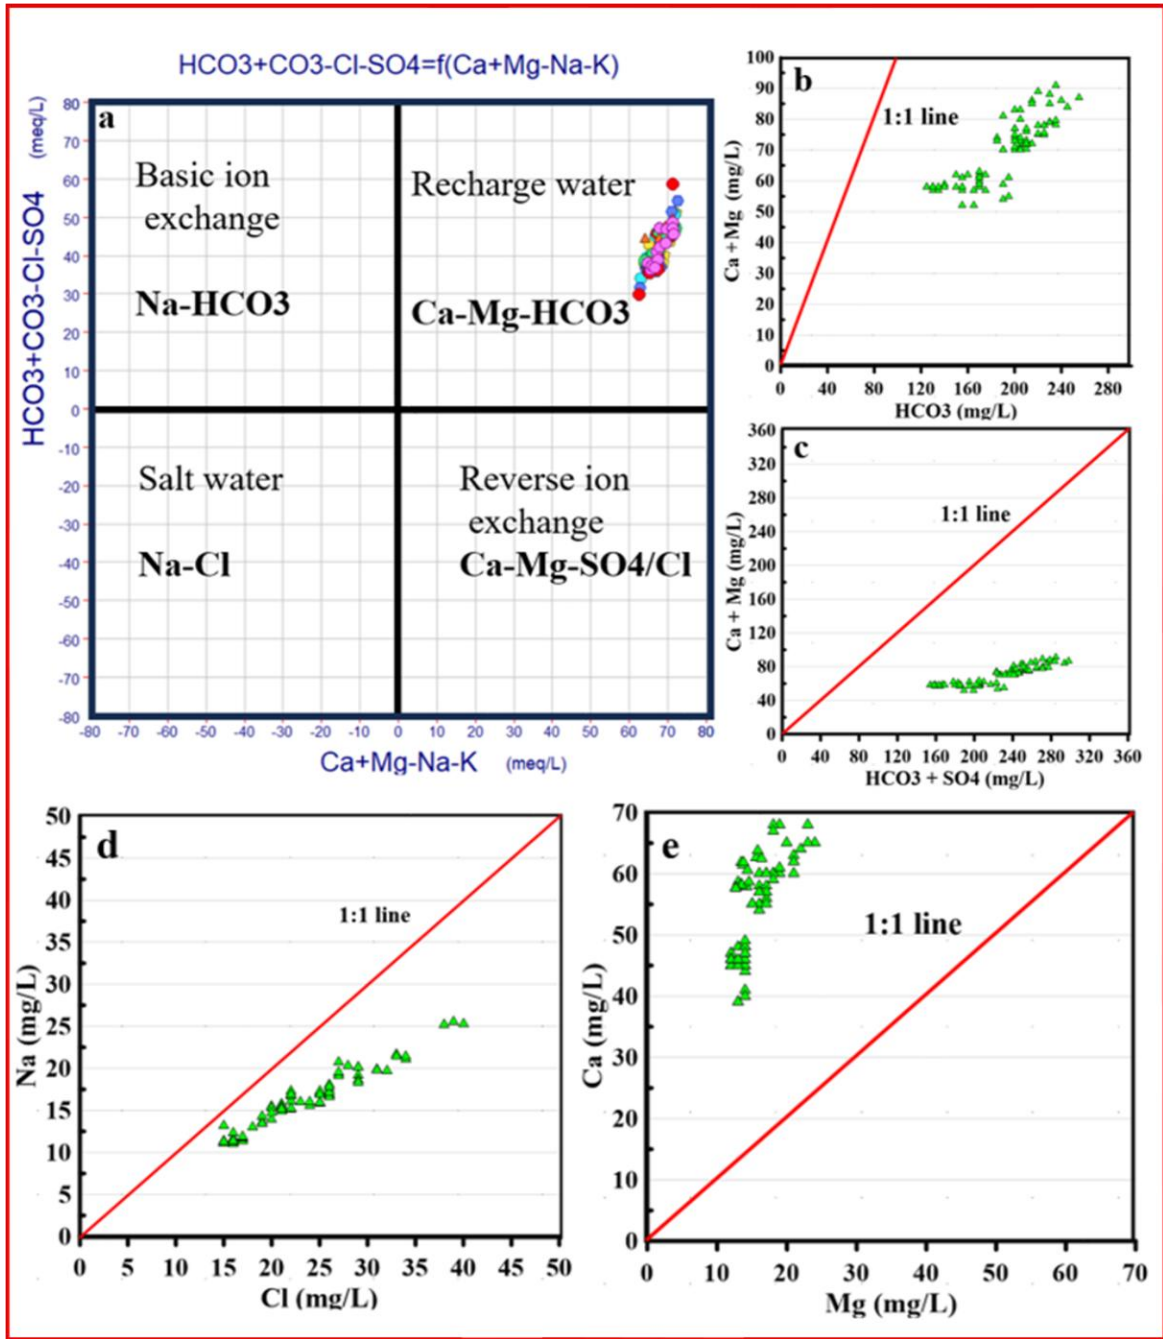 HCO3+CO3-Cl-SO4=f(Ca+Mg-Na-K)
HCO3+CO3-Cl-SO4 (meq/L)
a
80
70
60
50
40
30
20
10
0
-10
-20
-30
-40
-50
-60
-70
-80
Basic ion
exchange
Na-HCO3
Recharge water
Ca-Mg-HCO3
Salt water
Na-Cl
Reverse ion
exchange
Ca-Mg-SO4/Cl
-80 -70 -60 -50 -40 -30 -20 -10 0 10 20 30 40 50 60 70 80
Ca+Mg-Na-K (meq/L)
b
1:1 line
Ca + Mg (mg/L)
100
90
80
70
60
50
40
30
20
10
0
0 40 80 120 160 200 240 280
HCO3 (mg/L)
c
1:1 line
Ca + Mg (mg/L)
360
320
280
240
200
160
120
80
40
0
0 40 80 120 160 200 240 280 320 360
HCO3 + SO4 (mg/L)
d
1:1 line
Na (mg/L)
50
45
40
35
30
25
20
15
10
5
0
0 5 10 15 20 25 30 35 40 45 50
Cl (mg/L)
e
1:1 line
Ca (mg/L)
70
60
50
40
30
20
10
0
0 10 20 30 40 50 60 70
Mg (mg/L)